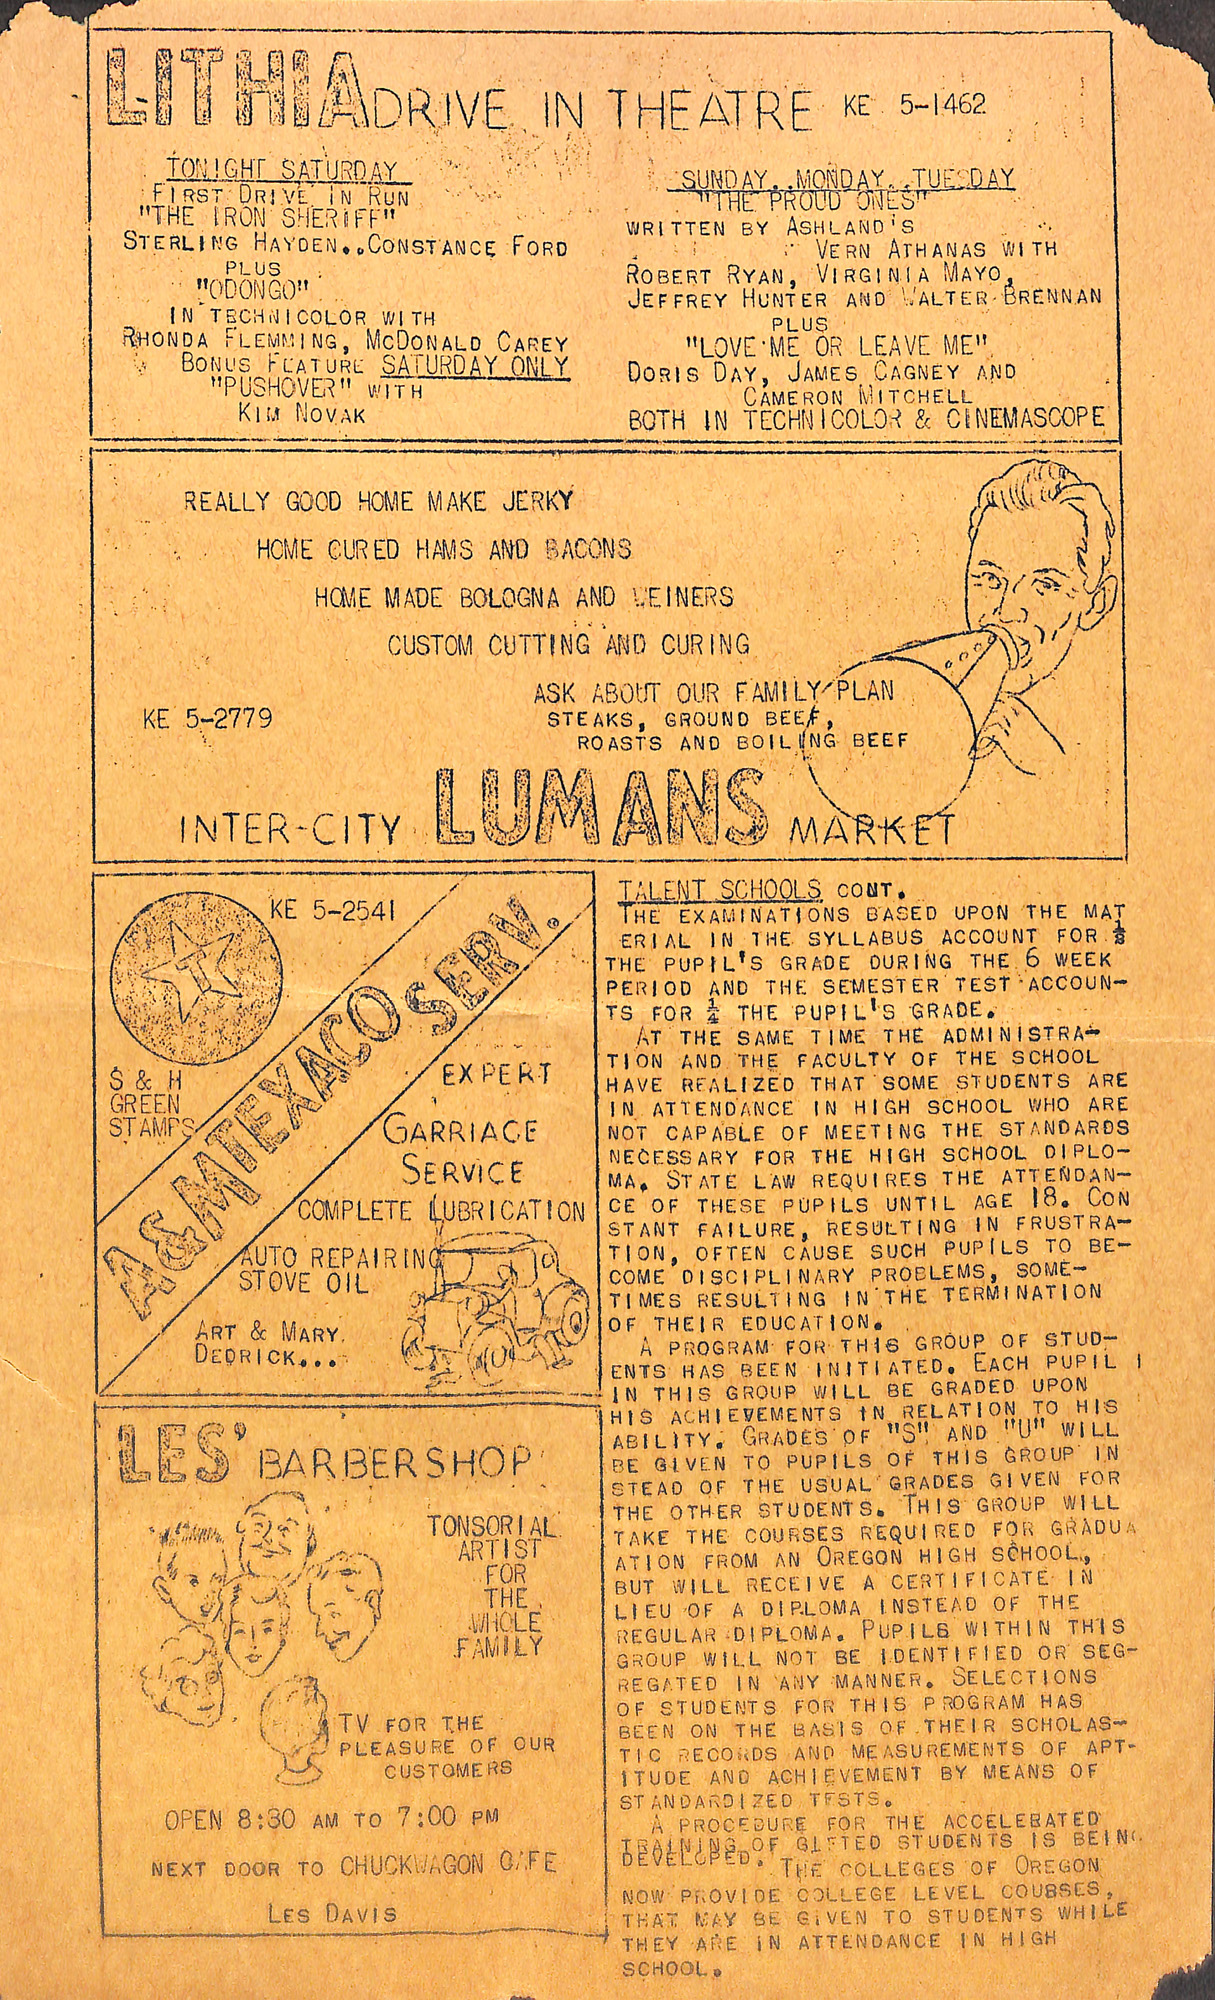 LITHIA DRIVE IN THEATRE KE 5-1462
TONIGHT SATURDAY
FIRST DRIVE IN RUN
"THE IRON SHERIFF"
STERLING HAYDEN..CONSTANCE FORD
PLUS
"ODONGO"
IN TECHNICOLOR WITH
RHONDA FLEMMING, MCDONALD CAREY
BONUS FEATURE SATURDAY ONLY
"PUSHOVER" WITH
KIM NOVAK
SUNDAY..MONDAY..TUESDAY
"THE PROUD ONES"
WRITTEN BY ASHLAND'S
VERN ATHANAS WITH
ROBERT RYAN, VIRGINIA MAYO,
JEFFREY HUNTER AND WALTER BRENNAN
PLUS
"LOVE ME OR LEAVE ME"
DORIS DAY, JAMES CAGNEY AND
CAMERON MITCHELL
BOTH IN TECHNICOLOR & CINEMASCOPE
REALLY GOOD HOME MAKE JERKY
HOME CURED HAMS AND BACONS
HOME MADE BOLOGNA AND WEINERS
CUSTOM CUTTING AND CURING
ASK ABOUT OUR FAMILY PLAN
KE 5-2779
STEAKS, GROUND BEEF,
ROASTS AND BOILING BEEF
INTER-CITY LUMANS MARKET
KE 5-2541
T
S & H
GREEN
STAMPS
A&M TEXACO SERV.
EXPERT
GARRIAGE
SERVICE
COMPLETE LUBRICATION
AUTO REPAIRING
STOVE OIL
ART & MARY
DEDRICK...
LES' BARBERSHOP
TONSORIAL
ARTIST
FOR
THE
WHOLE
FAMILY
TV FOR THE
PLEASURE OF OUR
CUSTOMERS
OPEN 8:30 AM TO 7:00 PM
NEXT DOOR TO CHUCKWAGON CAFE
LES DAVIS
TALENT SCHOOLS CONT.
THE EXAMINATIONS BASED UPON THE MAT
ERIAL IN THE SYLLABUS ACCOUNT FOR ⅓
THE PUPIL'S GRADE DURING THE 6 WEEK
PERIOD AND THE SEMESTER TEST ACCOUN-
TS FOR ¼ THE PUPIL'S GRADE.
AT THE SAME TIME THE ADMINISTRA-
TION AND THE FACULTY OF THE SCHOOL
HAVE REALIZED THAT SOME STUDENTS ARE
IN ATTENDANCE IN HIGH SCHOOL WHO ARE
NOT CAPABLE OF MEETING THE STANDARDS
NECESSARY FOR THE HIGH SCHOOL DIPLO-
MA. STATE LAW REQUIRES THE ATTENDAN-
CE OF THESE PUPILS UNTIL AGE 18. CON
STANT FAILURE, RESULTING IN FRUSTRA-
TION, OFTEN CAUSE SUCH PUPILS TO BE-
COME DISCIPLINARY PROBLEMS, SOME-
TIMES RESULTING IN THE TERMINATION
OF THEIR EDUCATION.
A PROGRAM FOR THIS GROUP OF STUD-
ENTS HAS BEEN INITIATED. EACH PUPIL
IN THIS GROUP WILL BE GRADED UPON
HIS ACHIEVEMENTS IN RELATION TO HIS
ABILITY. GRADES OF "S" AND "U" WILL
BE GIVEN TO PUPILS OF THIS GROUP IN
STEAD OF THE USUAL GRADES GIVEN FOR
THE OTHER STUDENTS. THIS GROUP WILL
TAKE THE COURSES REQUIRED FOR GRADUA
ATION FROM AN OREGON HIGH SCHOOL,
BUT WILL RECEIVE A CERTIFICATE IN
LIEU OF A DIPLOMA INSTEAD OF THE
REGULAR DIPLOMA. PUPILS WITHIN THIS
GROUP WILL NOT BE IDENTIFIED OR SEG-
REGATED IN ANY MANNER. SELECTIONS
OF STUDENTS FOR THIS PROGRAM HAS
BEEN ON THE BASIS OF THEIR SCHOLAS-
TIC RECORDS AND MEASUREMENTS OF APT-
ITUDE AND ACHIEVEMENT BY MEANS OF
STANDARDIZED TESTS.
A PROCEDURE FOR THE ACCELERATED
TRAINING OF GIFTED STUDENTS IS BEING
DEVELOPED. THE COLLEGES OF OREGON
NOW PROVIDE COLLEGE LEVEL COURSES,
THAT MAY BE GIVEN TO STUDENTS WHILE
THEY ARE IN ATTENDANCE IN HIGH
SCHOOL.